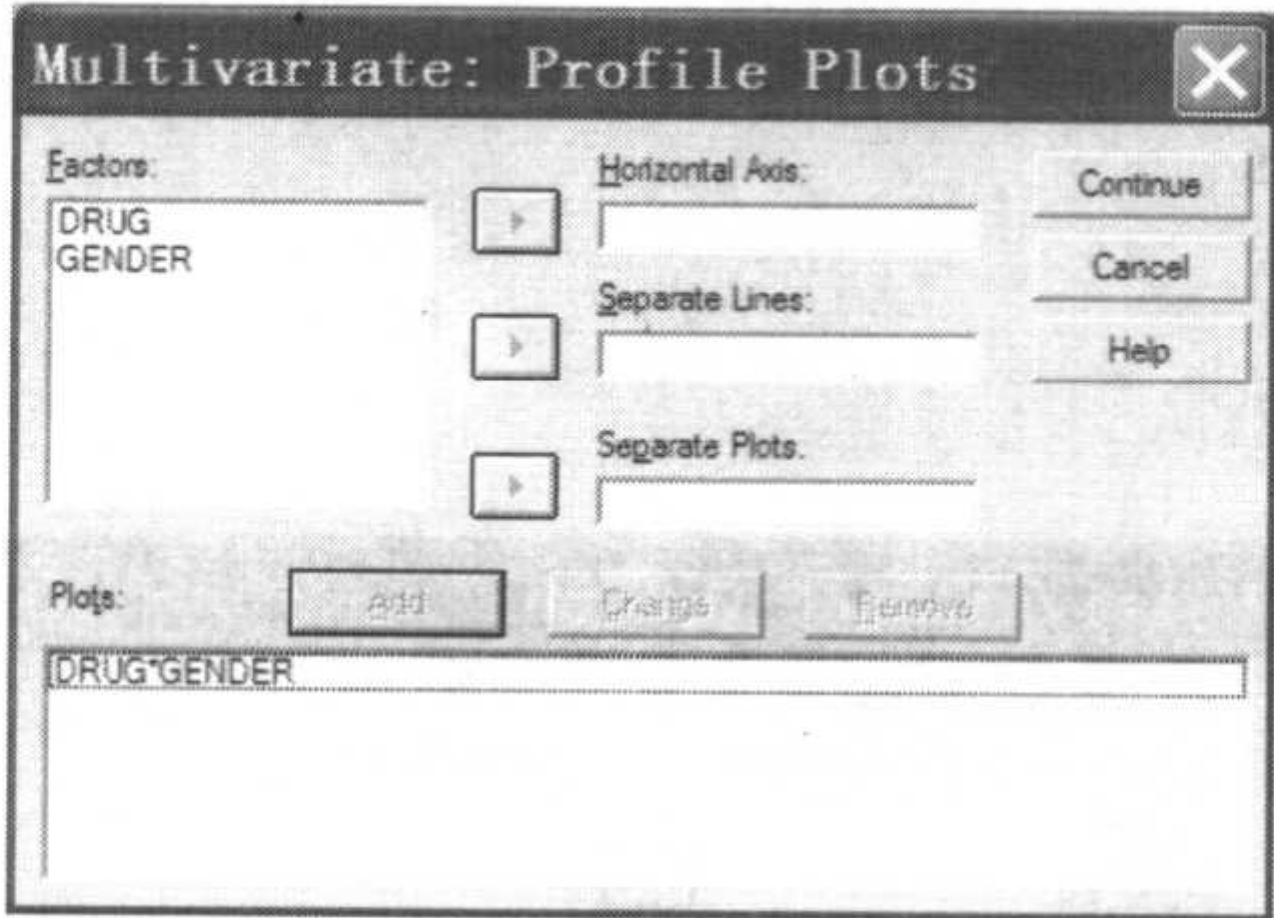 Multivariate: Profile Plots
Factors:
DRUG
GENDER
Horizontal Axis:
Separate Lines:
Separate Plots.
Continue
Cancel
Help
Plots:
Add
Change
Remove
DRUG*GENDER